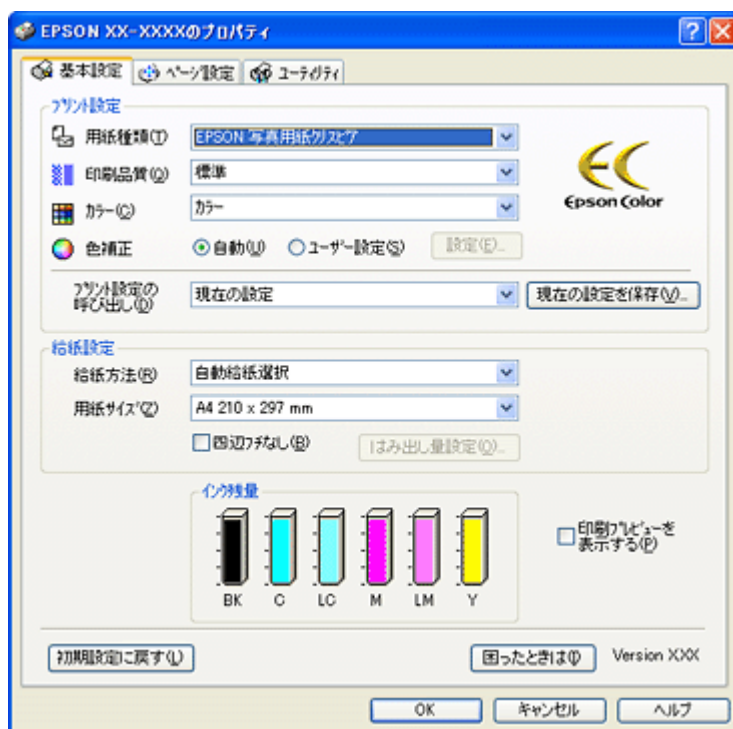 EPSON XX-XXXXのプロパティ
基本設定 ページ設定 ユーティリティ
プリント設定
用紙種類(T) EPSON 写真用紙クリスピア
印刷品質(Q) 標準
カラー(C) カラー
Epson Color
色補正 自動(U) ユーザー設定(S) 設定(E)...
プリント設定の
呼び出し(D) 現在の設定 現在の設定を保存(V)...
給紙設定
給紙方法(R) 自動給紙選択
用紙サイズ(Z) A4 210 x 297 mm
四辺フチなし(B) はみ出し量設定(O)...
インク残量
BK C LC M LM Y
印刷プレビューを
表示する(P)
初期設定に戻す(L) 困ったときは(I) Version XXX
OK キャンセル ヘルプ